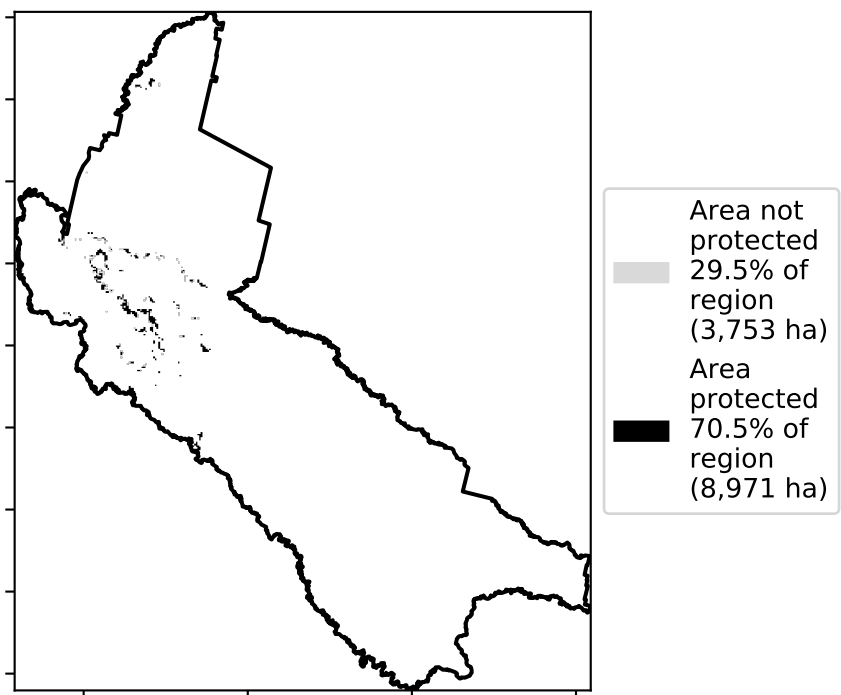 Area not
protected
29.5% of
region
(3,753 ha)
Area
protected
70.5% of
region
(8,971 ha)